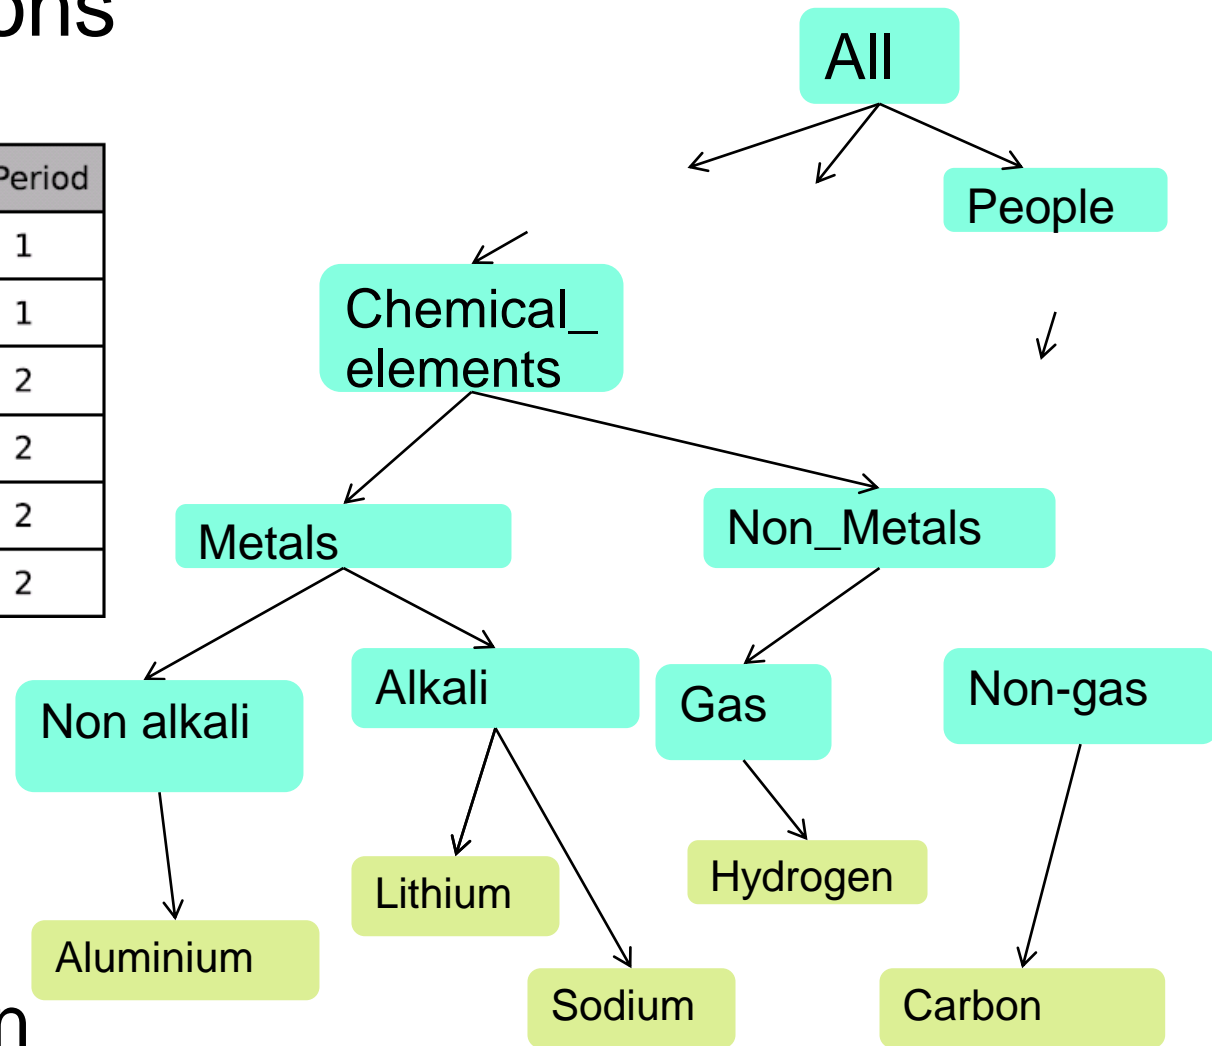 All
Period
1
1
2
2
2
2
People
Chemical_
elements
Metals
Non_Metals
Non alkali
Alkali
Gas
Non-gas
Aluminium
Lithium
Hydrogen
Sodium
Carbon